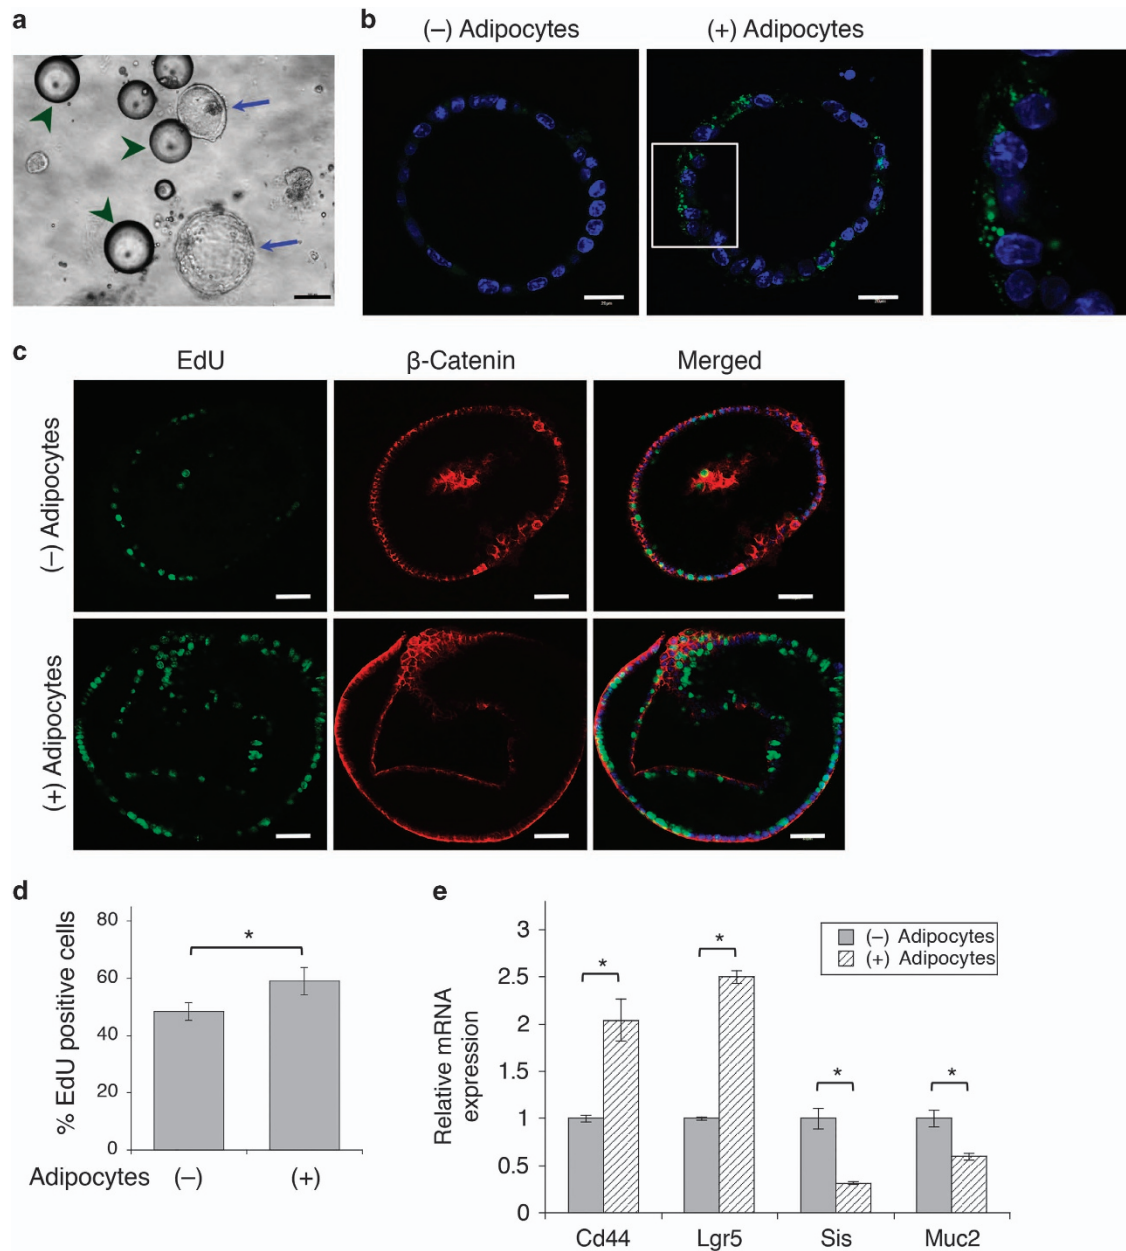 a
b
(–) Adipocytes
(+) Adipocytes
c
EdU
β-Catenin
Merged
(–) Adipocytes
(+) Adipocytes
d
% EdU positive cells
80
60
40
20
0
*
Adipocytes
(–)
(+)
e
Relative mRNA
expression
3
2.5
2
1.5
1
0.5
0
*
*
*
*
(–) Adipocytes
(+) Adipocytes
Cd44
Lgr5
Sis
Muc2